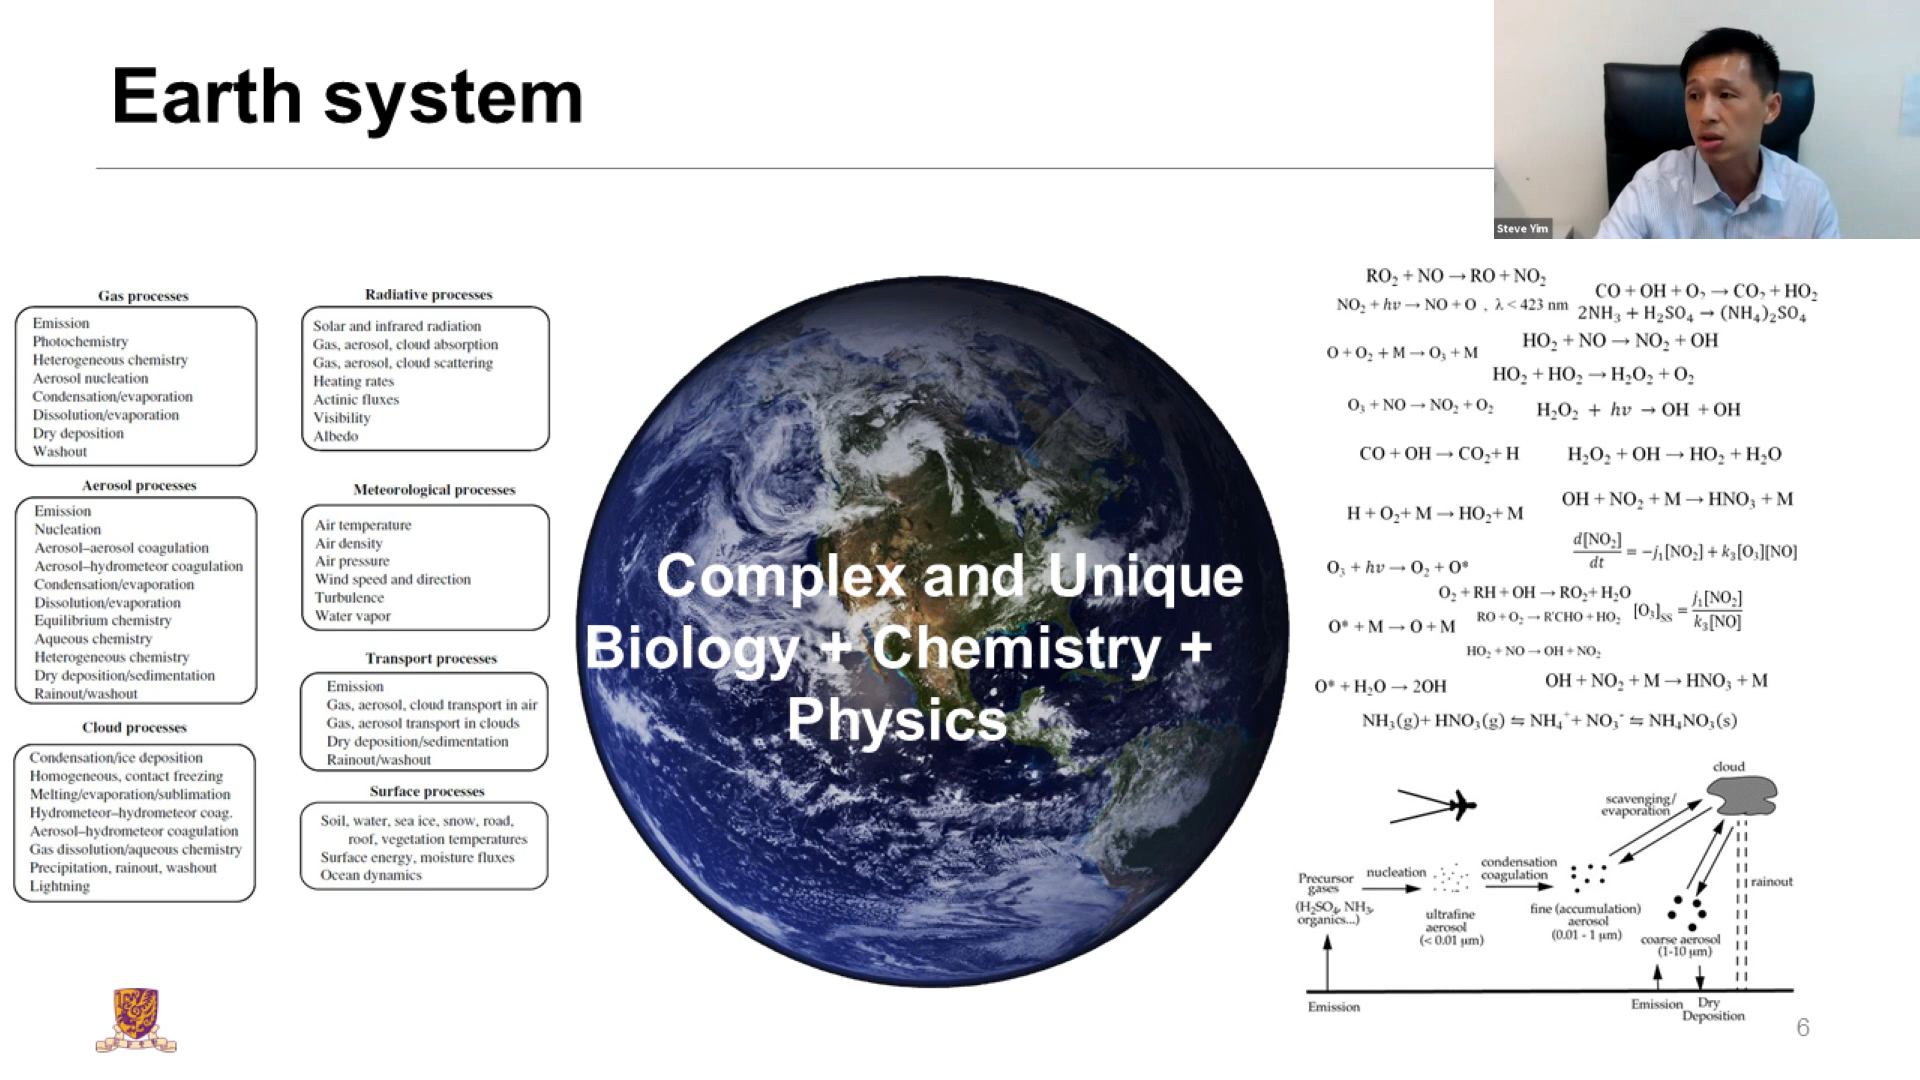 Earth system
Steve Yim
Gas processes
Emission
Photochemistry
Heterogeneous chemistry
Aerosol nucleation
Condensation/evaporation
Dissolution/evaporation
Dry deposition
Washout
Aerosol processes
Emission
Nucleation
Aerosol–aerosol coagulation
Aerosol–hydrometeor coagulation
Condensation/evaporation
Dissolution/evaporation
Equilibrium chemistry
Aqueous chemistry
Heterogeneous chemistry
Dry deposition/sedimentation
Rainout/washout
Cloud processes
Condensation/ice deposition
Homogeneous, contact freezing
Melting/evaporation/sublimation
Hydrometeor–hydrometeor coag.
Aerosol–hydrometeor coagulation
Gas dissolution/aqueous chemistry
Precipitation, rainout, washout
Lightning
Radiative processes
Solar and infrared radiation
Gas, aerosol, cloud absorption
Gas, aerosol, cloud scattering
Heating rates
Actinic fluxes
Visibility
Albedo
Meteorological processes
Air temperature
Air density
Air pressure
Wind speed and direction
Turbulence
Water vapor
Transport processes
Emission
Gas, aerosol, cloud transport in air
Gas, aerosol transport in clouds
Dry deposition/sedimentation
Rainout/washout
Surface processes
Soil, water, sea ice, snow, road,
roof, vegetation temperatures
Surface energy, moisture fluxes
Ocean dynamics
Complex and Unique
Biology + Chemistry +
Physics
RO₂ + NO → RO + NO₂
CO + OH + O₂ → CO₂ + HO₂
NO₂ + hν → NO + O , λ < 423 nm
2NH₃ + H₂SO₄ → (NH₄)₂SO₄
HO₂ + NO → NO₂ + OH
O + O₂ + M → O₃ + M
HO₂ + HO₂ → H₂O₂ + O₂
O₃ + NO → NO₂ + O₂
H₂O₂ + hν → OH + OH
CO + OH → CO₂ + H
H₂O₂ + OH → HO₂ + H₂O
OH + NO₂ + M → HNO₃ + M
H + O₂ + M → HO₂ + M
d[NO₂]/dt = −j₁[NO₂] + k₃[O₃][NO]
O₃ + hν → O₂ + O*
O₂ + RH + OH → RO₂ + H₂O
RO + O₂ → R'CHO + HO₂
[O₃]ss = j₁[NO₂]/k₃[NO]
O* + M → O + M
HO₂ + NO → OH + NO₂
O* + H₂O → 2OH
OH + NO₂ + M → HNO₃ + M
NH₃(g) + HNO₃(g) ⇋ NH₄⁺ + NO₃⁻ ⇋ NH₄NO₃(s)
cloud
scavenging/
evaporation
rainout
Precursor
gases
(H₂SO₄, NH₃,
organics...)
nucleation
ultrafine
aerosol
(< 0.01 µm)
condensation
coagulation
fine (accumulation)
aerosol
(0.01 - 1 µm)
coarse aerosol
(1-10 µm)
Emission
Emission
Dry
Deposition
6